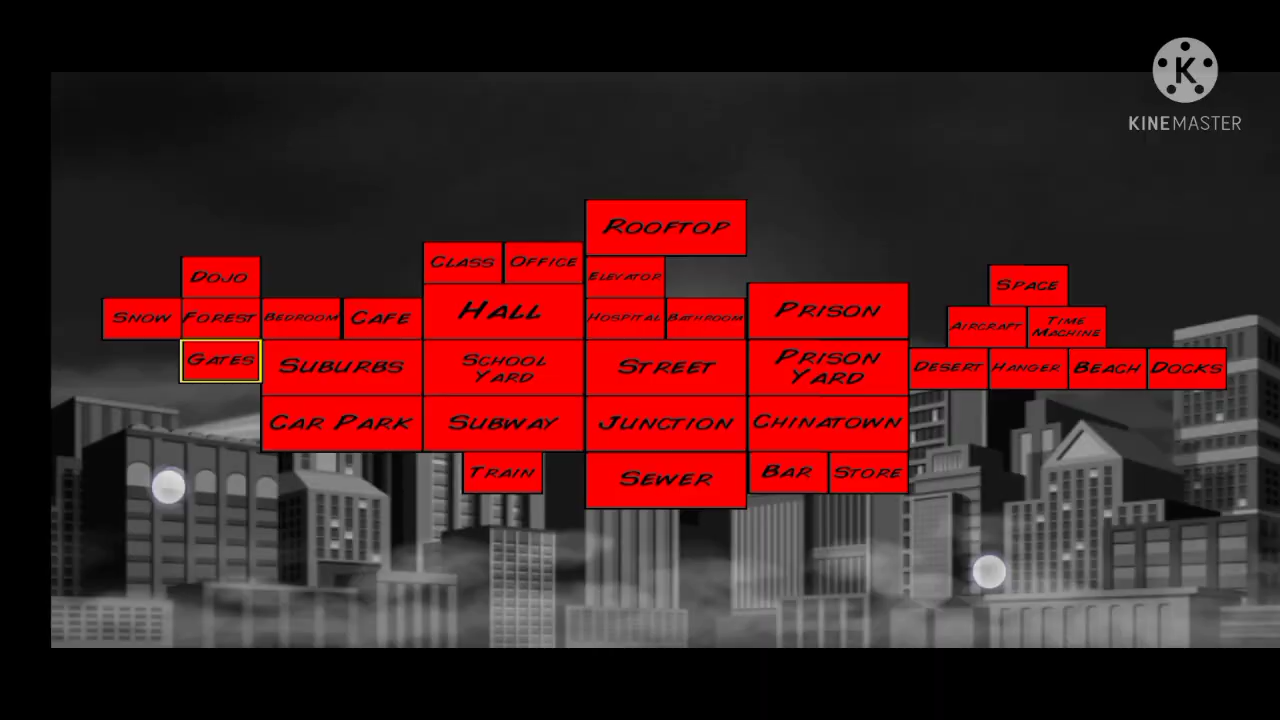 K
KINEMASTER
ROOFTOP
CLASS
OFFICE
ELEVATOR
DOJO
SPACE
SNOW
FOREST
BEDROOM
CAFE
HALL
HOSPITAL
BATHROOM
PRISON
AIRCRAFT
TIME
MACHINE
GATES
SUBURBS
SCHOOL
YARD
STREET
PRISON
YARD
DESERT
HANGER
BEACH
DOCKS
CAR PARK
SUBWAY
JUNCTION
CHINATOWN
TRAIN
SEWER
BAR
STORE